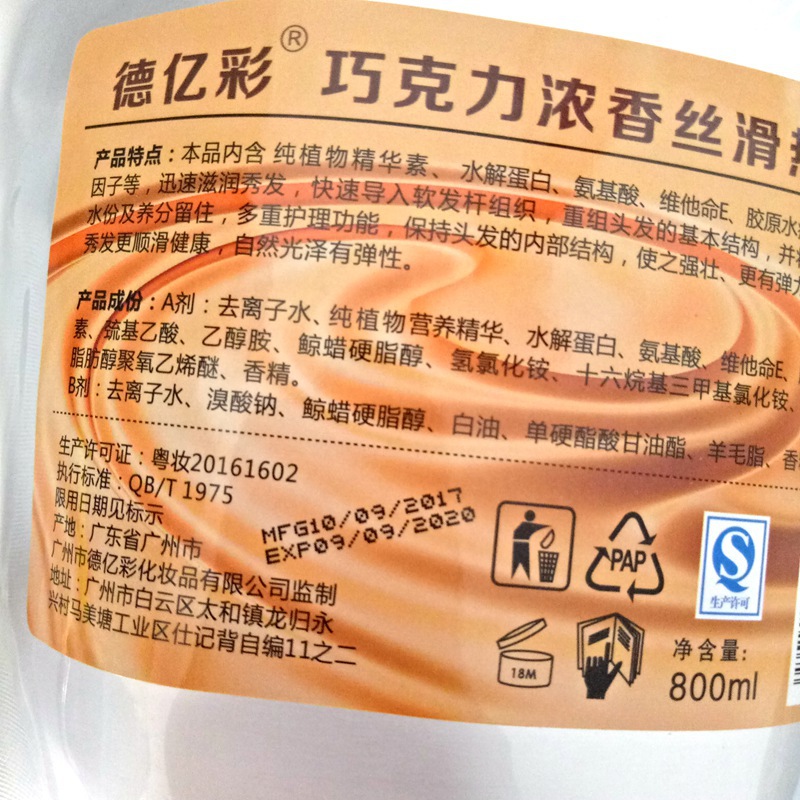 德亿彩® 巧克力浓香丝滑
产品特点：本品内含 纯植物精华素、水解蛋白、氨基酸、维他命E、胶原水
因子等，迅速滋润秀发，快速导入软发杆组织，重组头发的基本结构，并
水份及养分留住，多重护理功能，保持头发的内部结构，使之强壮、更有弹
秀发更顺滑健康，自然光泽有弹性。
产品成份：A剂：去离子水、纯植物营养精华、水解蛋白、氨基酸、维他命E、
素、巯基乙酸、乙醇胺、鲸蜡硬脂醇、氢氯化铵、十六烷基三甲基氯化铵、
脂肪醇聚氧乙烯醚、香精。
B剂：去离子水、溴酸钠、鲸蜡硬脂醇、白油、单硬酯酸甘油酯、羊毛脂、香
生产许可证：粤妆20161602
执行标准：QB/T 1975
限用日期见标示
MFG10/09/2017
EXP09/09/2020
产地：广东省广州市
广州市德亿彩化妆品有限公司监制
地址：广州市白云区太和镇龙归永
兴村马美塘工业区仕记背自编11之二
PAP
S
生产许可
18M
净含量：
800ml